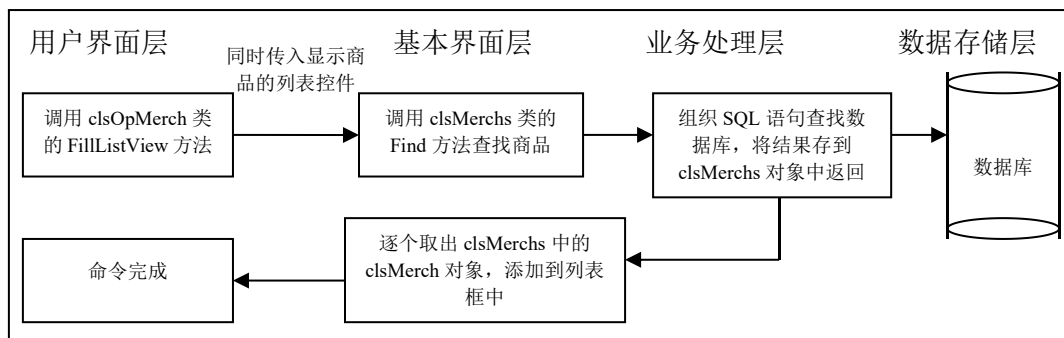 用户界面层
基本界面层
业务处理层
数据存储层
同时传入显示商
品的列表控件
调用 clsOpMerch 类
的 FillListView 方法
调用 clsMerchs 类的
Find 方法查找商品
组织 SQL 语句查找数
据库，将结果存到
clsMerchs 对象中返回
数据库
命令完成
逐个取出 clsMerchs 中的
clsMerch 对象，添加到列表
框中